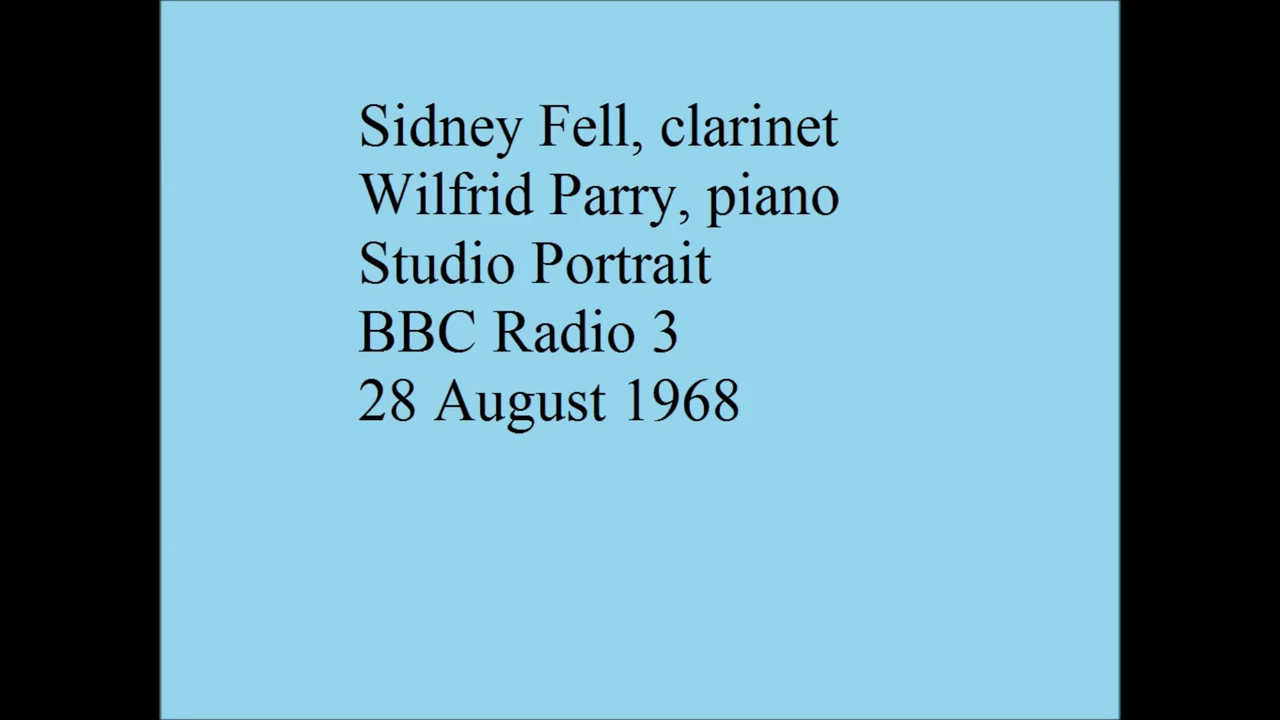 Sidney Fell, clarinet
Wilfrid Parry, piano
Studio Portrait
BBC Radio 3
28 August 1968